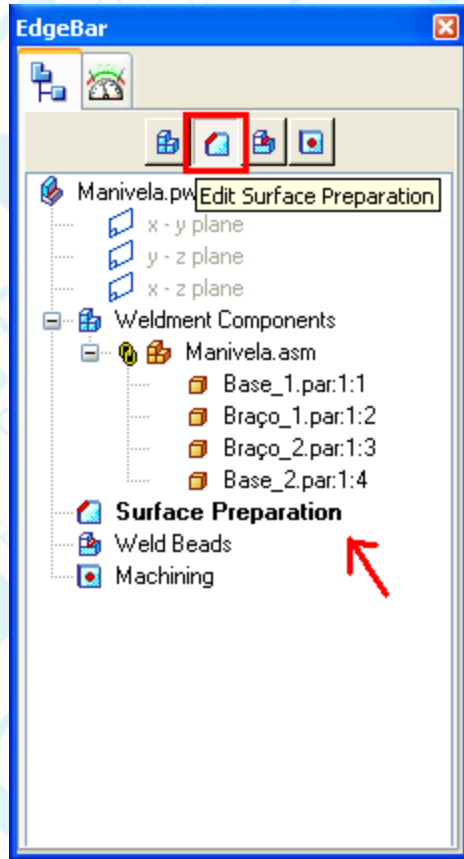 EdgeBar
Manivela.pw
Edit Surface Preparation
x - y plane
y - z plane
x - z plane
Weldment Components
Manivela.asm
Base_1.par:1:1
Braço_1.par:1:2
Braço_2.par:1:3
Base_2.par:1:4
Surface Preparation
Weld Beads
Machining